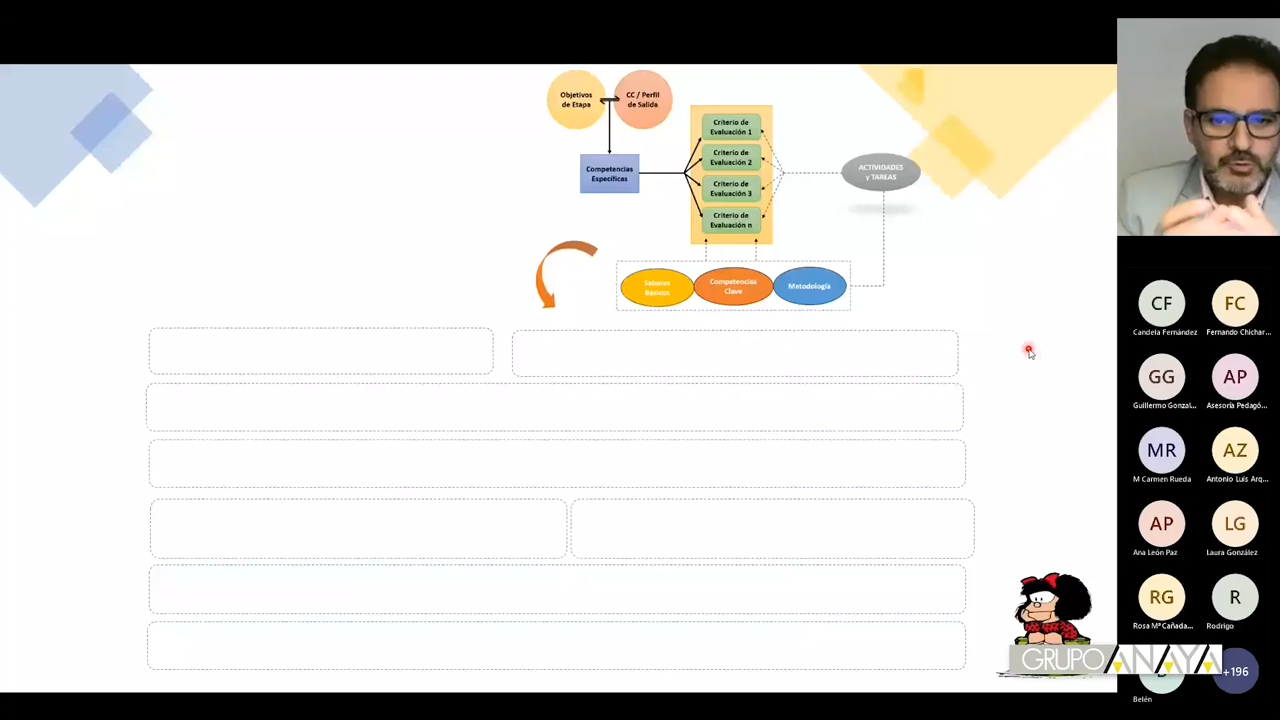 Objetivos
de Etapa
CC / Perfil
de Salida
Competencias
Específicas
Criterio de
Evaluación 1
Criterio de
Evaluación 2
Criterio de
Evaluación 3
Criterio de
Evaluación n
ACTIVIDADES
y TAREAS
Saberes
Básicos
Competencias
Clave
Metodología
CF
Candela Fernández
FC
Fernando Chichar...
GG
Guillermo Gonzal...
AP
Asesoría Pedagó...
MR
M Carmen Rueda
AZ
Antonio Luis Arq...
AP
Ana León Paz
LG
Laura González
RG
Rosa Mª Cañada...
R
Rodrigo
GRUPO ANAYA
+196
Belén